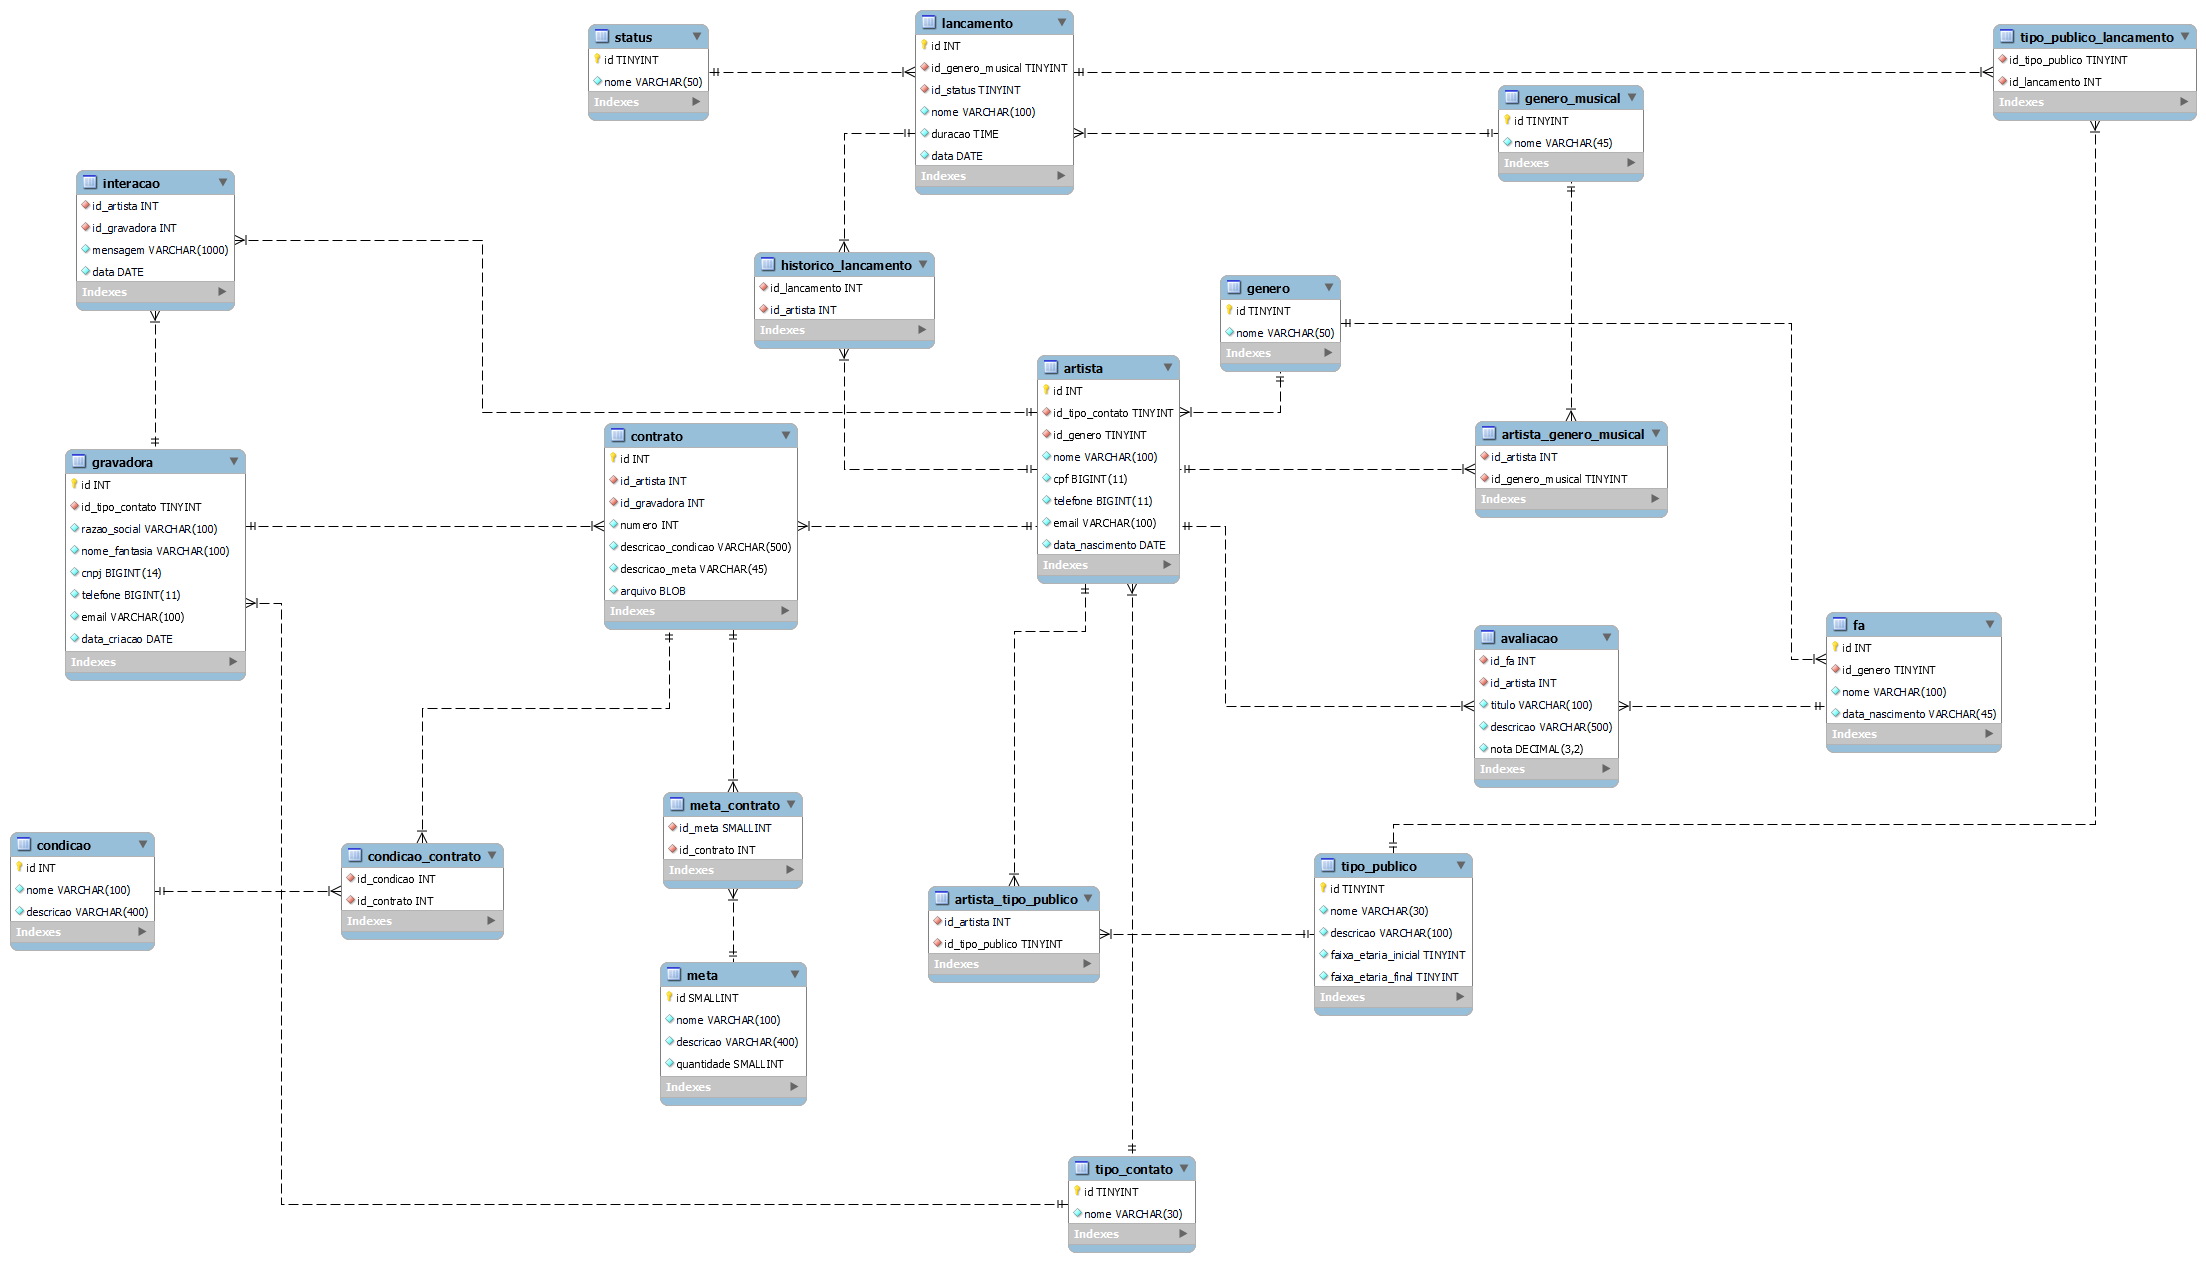 status
id TINYINT
nome VARCHAR(50)
Indexes
lancamento
id INT
id_genero_musical TINYINT
id_status TINYINT
nome VARCHAR(100)
duracao TIME
data DATE
Indexes
tipo_publico_lancamento
id_tipo_publico TINYINT
id_lancamento INT
Indexes
genero_musical
id TINYINT
nome VARCHAR(45)
Indexes
interacao
id_artista INT
id_gravadora INT
mensagem VARCHAR(1000)
data DATE
Indexes
historico_lancamento
id_lancamento INT
id_artista INT
Indexes
genero
id TINYINT
nome VARCHAR(50)
Indexes
artista
id INT
id_tipo_contato TINYINT
id_genero TINYINT
nome VARCHAR(100)
cpf BIGINT(11)
telefone BIGINT(11)
email VARCHAR(100)
data_nascimento DATE
Indexes
artista_genero_musical
id_artista INT
id_genero_musical TINYINT
Indexes
gravadora
id INT
id_tipo_contato TINYINT
razao_social VARCHAR(100)
nome_fantasia VARCHAR(100)
cnpj BIGINT(14)
telefone BIGINT(11)
email VARCHAR(100)
data_criacao DATE
Indexes
contrato
id INT
id_artista INT
id_gravadora INT
numero INT
descricao_condicao VARCHAR(500)
descricao_meta VARCHAR(45)
arquivo BLOB
Indexes
avaliacao
id_fa INT
id_artista INT
titulo VARCHAR(100)
descricao VARCHAR(500)
nota DECIMAL(3,2)
Indexes
fa
id INT
id_genero TINYINT
nome VARCHAR(100)
data_nascimento VARCHAR(45)
Indexes
condicao
id INT
nome VARCHAR(100)
descricao VARCHAR(400)
Indexes
condicao_contrato
id_condicao INT
id_contrato INT
Indexes
meta_contrato
id_meta SMALLINT
id_contrato INT
Indexes
artista_tipo_publico
id_artista INT
id_tipo_publico TINYINT
Indexes
tipo_publico
id TINYINT
nome VARCHAR(30)
descricao VARCHAR(100)
faixa_etaria_inicial TINYINT
faixa_etaria_final TINYINT
Indexes
meta
id SMALLINT
nome VARCHAR(100)
descricao VARCHAR(400)
quantidade SMALLINT
Indexes
tipo_contato
id TINYINT
nome VARCHAR(30)
Indexes